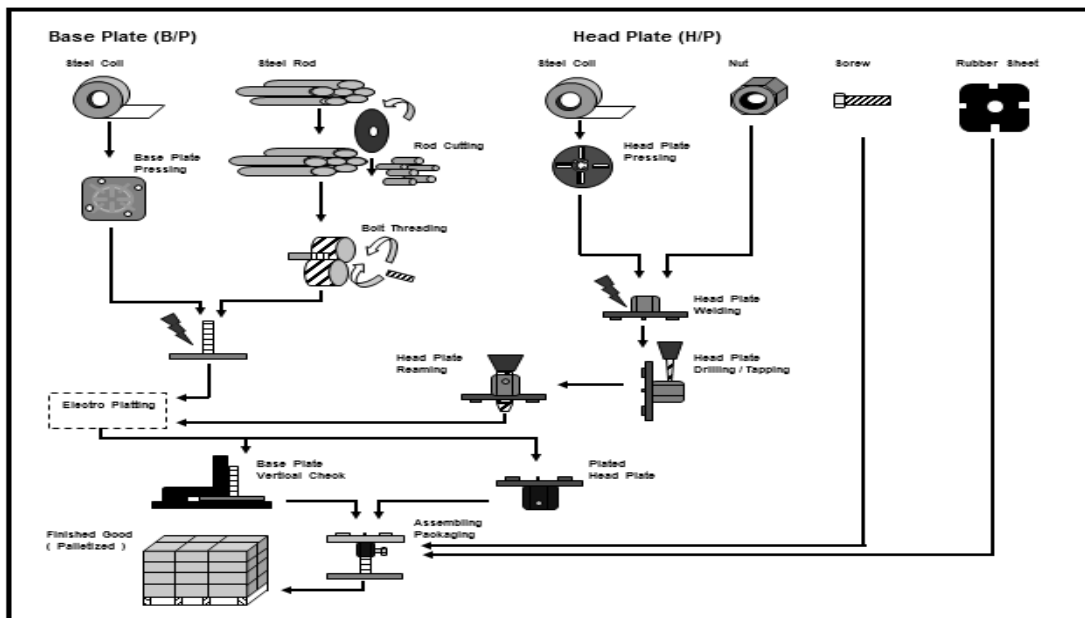 Base Plate (B/P)
Head Plate (H/P)
Steel Coil
Steel Rod
Steel Coil
Nut
Screw
Rubber Sheet
Rod Cutting
Base Plate
Pressing
Head Plate
Pressing
Bolt Threading
Head Plate
Welding
Head Plate
Reaming
Head Plate
Drilling / Tapping
Electro Platting
Base Plate
Vertical Check
Plated
Head Plate
Assembling
Packaging
Finished Good
( Palletized )